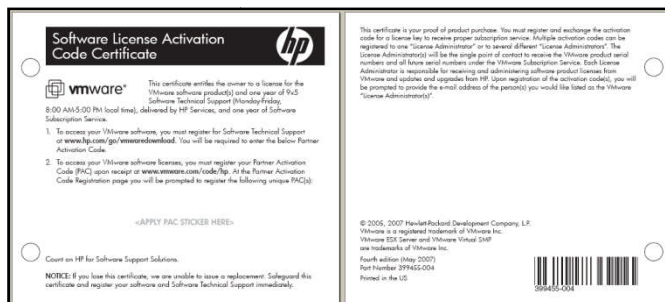 Software License Activation
Code Certificate
hp
vmware®
This certificate entitles the owner to a license for the
VMware software product(s) and one year of 9x5
Software Technical Support (Monday-Friday,
8:00 AM-5:00 PM local time), delivered by HP Services, and one year of Software
Subscription Service.
1. To access your VMware software, you must register for Software Technical Support
at www.hp.com/go/vmwaredownload. You will be required to enter the below Partner
Activation Code.
2. To access your VMware software licenses, you must register your Partner Activation
Code (PAC) upon receipt at www.vmware.com/code/hp. At the Partner Activation
Code Registration page you will be prompted to register the following unique PAC(s):
<APPLY PAC STICKER HERE>
Count on HP for Software Support Solutions.
NOTICE: If you lose this certificate, we are unable to issue a replacement. Safeguard this
certificate and register your software and Software Technical Support immediately.
This certificate is your proof of purchase. You must register and exchange the activation
code for a license key to receive proper subscription service. Multiple activation codes can be
registered to one "License Administrator" or to several different "License Administrators". The
License Administrator(s) will be the single point of contact to receive the VMware product serial
numbers and all future serial numbers under the VMware Subscription Service. Each License
Administrator is responsible for receiving and administering software product licenses from
VMware and updates and upgrades from HP. Upon registration of the activation code(s), you will
be prompted to provide the e-mail address of the person(s) you would like listed as the VMware
"License Administrator(s)".
© 2005, 2007 Hewlett-Packard Development Company, L.P.
VMware is a registered trademark of VMware Inc.
VMware ESX Server and VMware Virtual SMP
are trademarks of VMware Inc.
Fourth edition (May 2007)
Part Number 399455-004
Printed in the US
399455-004